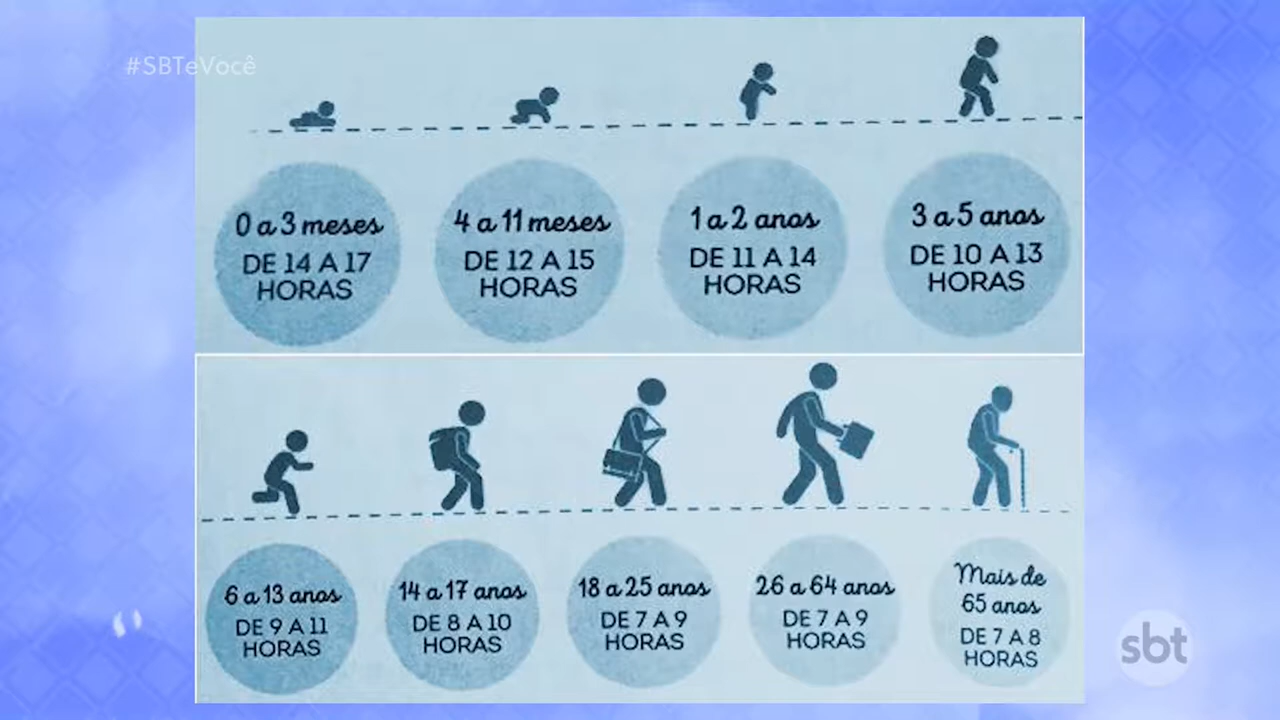 #SBTeVocê
0 a 3 meses
DE 14 A 17
HORAS
4 a 11 meses
DE 12 A 15
HORAS
1 a 2 anos
DE 11 A 14
HORAS
3 a 5 anos
DE 10 A 13
HORAS
6 a 13 anos
DE 9 A 11
HORAS
14 a 17 anos
DE 8 A 10
HORAS
18 a 25 anos
DE 7 A 9
HORAS
26 a 64 anos
DE 7 A 9
HORAS
Mais de
65 anos
DE 7 A 8
HORAS
sbt